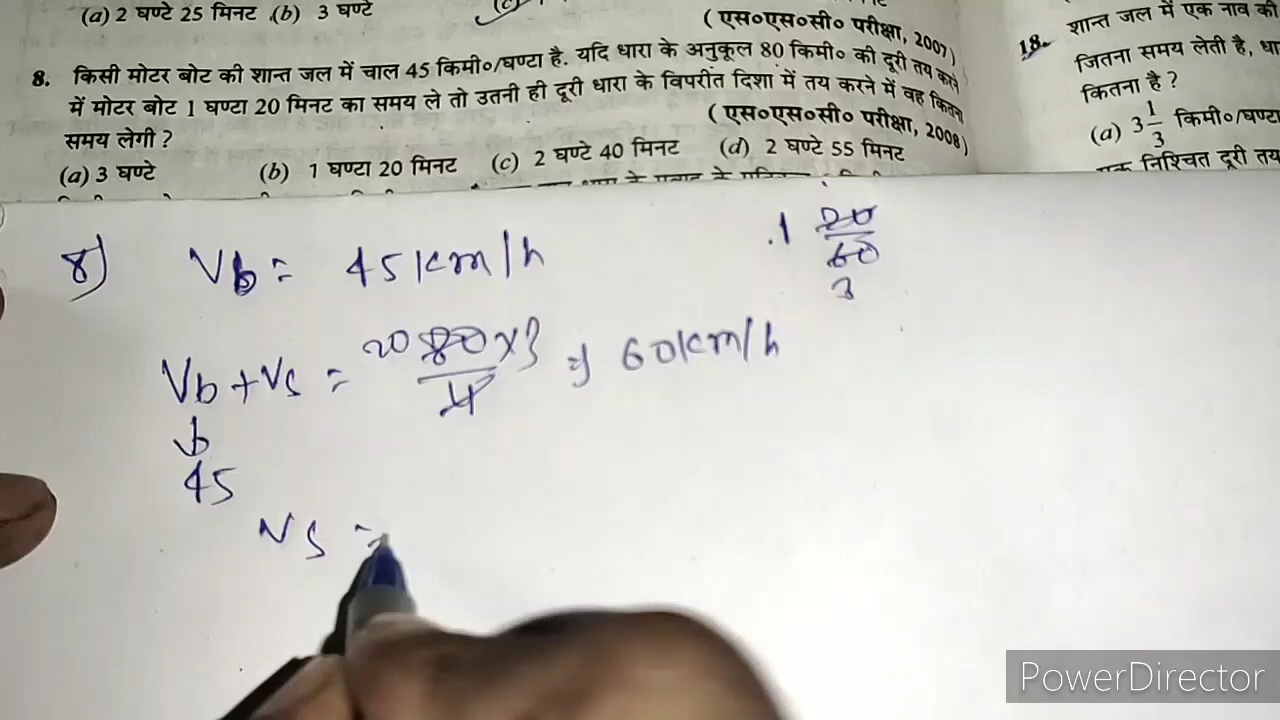 (a) 2 घण्टे 25 मिनट (b) 3 घण्टे
(c)
(एस०एस०सी० परीक्षा, 2007)
8. किसी मोटर बोट की शान्त जल में चाल 45 किमी०/घण्टा है. यदि धारा के अनुकूल 80 किमी० की दूरी तय करने
में मोटर बोट 1 घण्टा 20 मिनट का समय ले तो उतनी ही दूरी धारा के विपरीत दिशा में तय करने में वह कितना
समय लेगी ?
(एस०एस०सी० परीक्षा, 2008)
(a) 3 घण्टे (b) 1 घण्टा 20 मिनट (c) 2 घण्टे 40 मिनट (d) 2 घण्टे 55 मिनट
18. शान्त जल में एक नाव की
जितना समय लेती है, धा
कितना है ?
(a) 3 1/3 किमी०/घण्टा
एक निश्चित दूरी तय
8) Vb = 45 km/h
1 20/60
3
Vb + Vs = 20 80×3/4 ⇒ 60 km/h
b
45
Vs =
PowerDirector